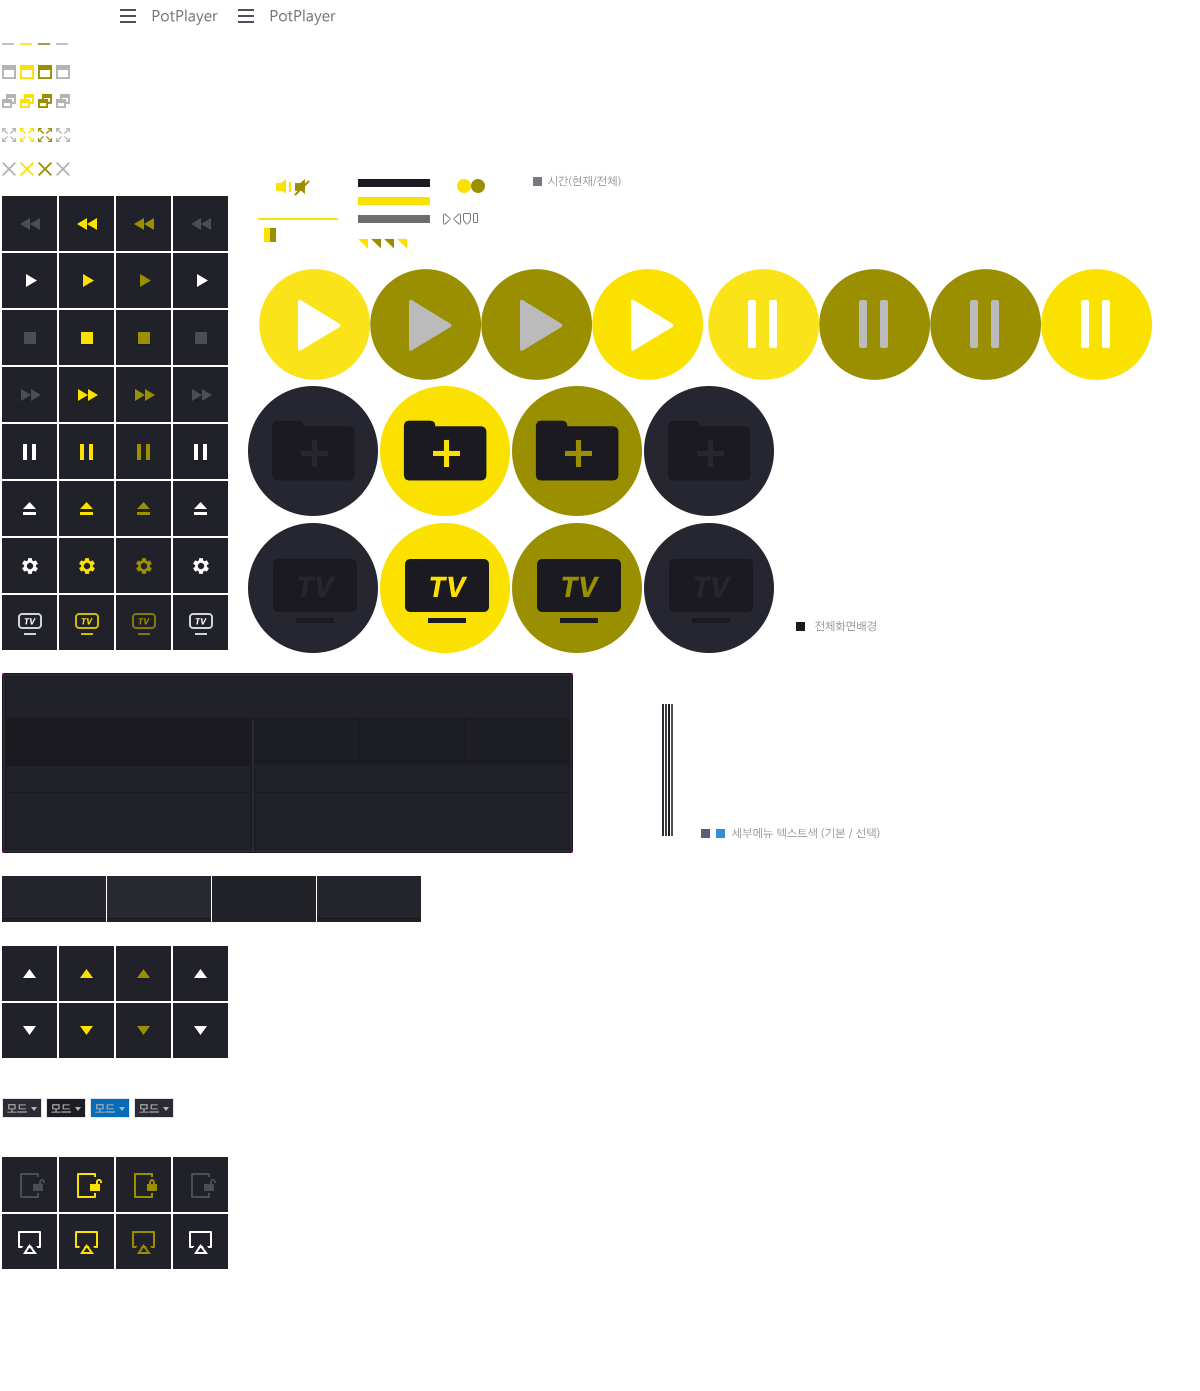 PotPlayer PotPlayer
시간(현재/전체)
TV TV TV TV
TV TV TV TV
전체화면배경
세부메뉴 텍스트색 (기본 / 선택)
모드 모드 모드 모드